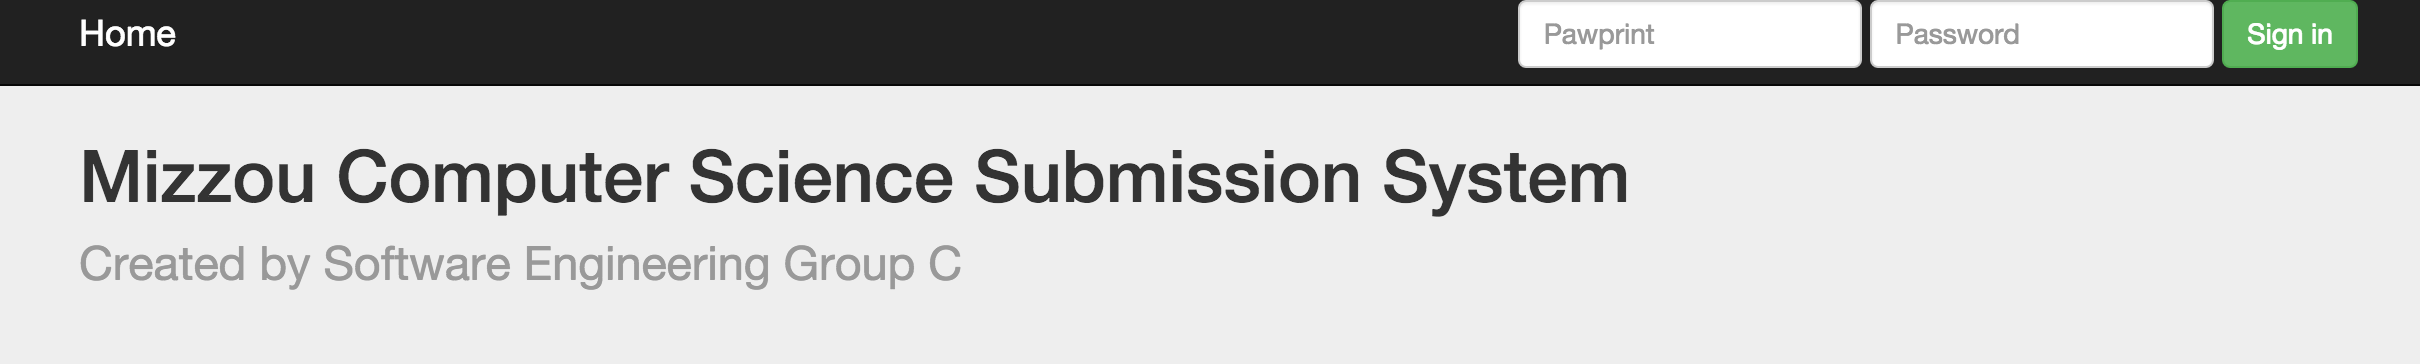 Home Pawprint Password Sign in
Mizzou Computer Science Submission System
Created by Software Engineering Group C